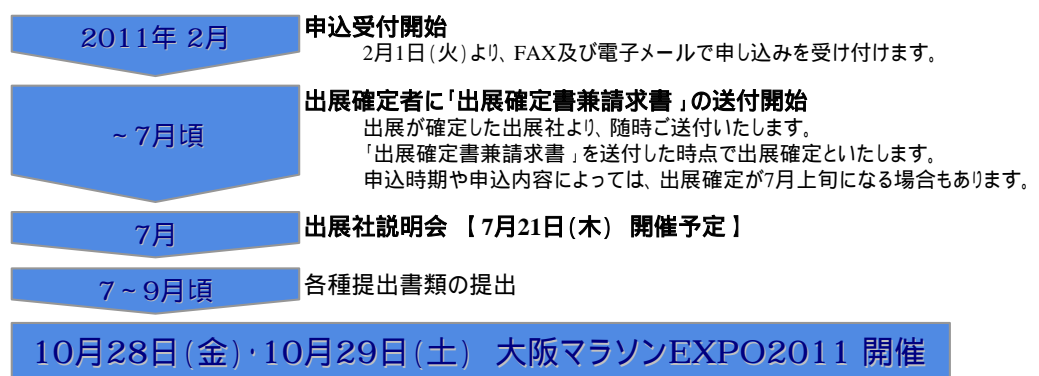 2011年 2月
申込受付開始
2月1日(火)より、FAX及び電子メールで申し込みを受け付けます。
~7月頃
出展確定者に「出展確定書兼請求書」の送付開始
出展が確定した出展社より、随時ご送付いたします。
「出展確定書兼請求書」を送付した時点で出展確定といたします。
申込時期や申込内容によっては、出展確定が7月上旬になる場合もあります。
7月
出展社説明会 【7月21日(木) 開催予定】
7~9月頃
各種提出書類の提出
10月28日(金)・10月29日(土) 大阪マラソンEXPO2011 開催